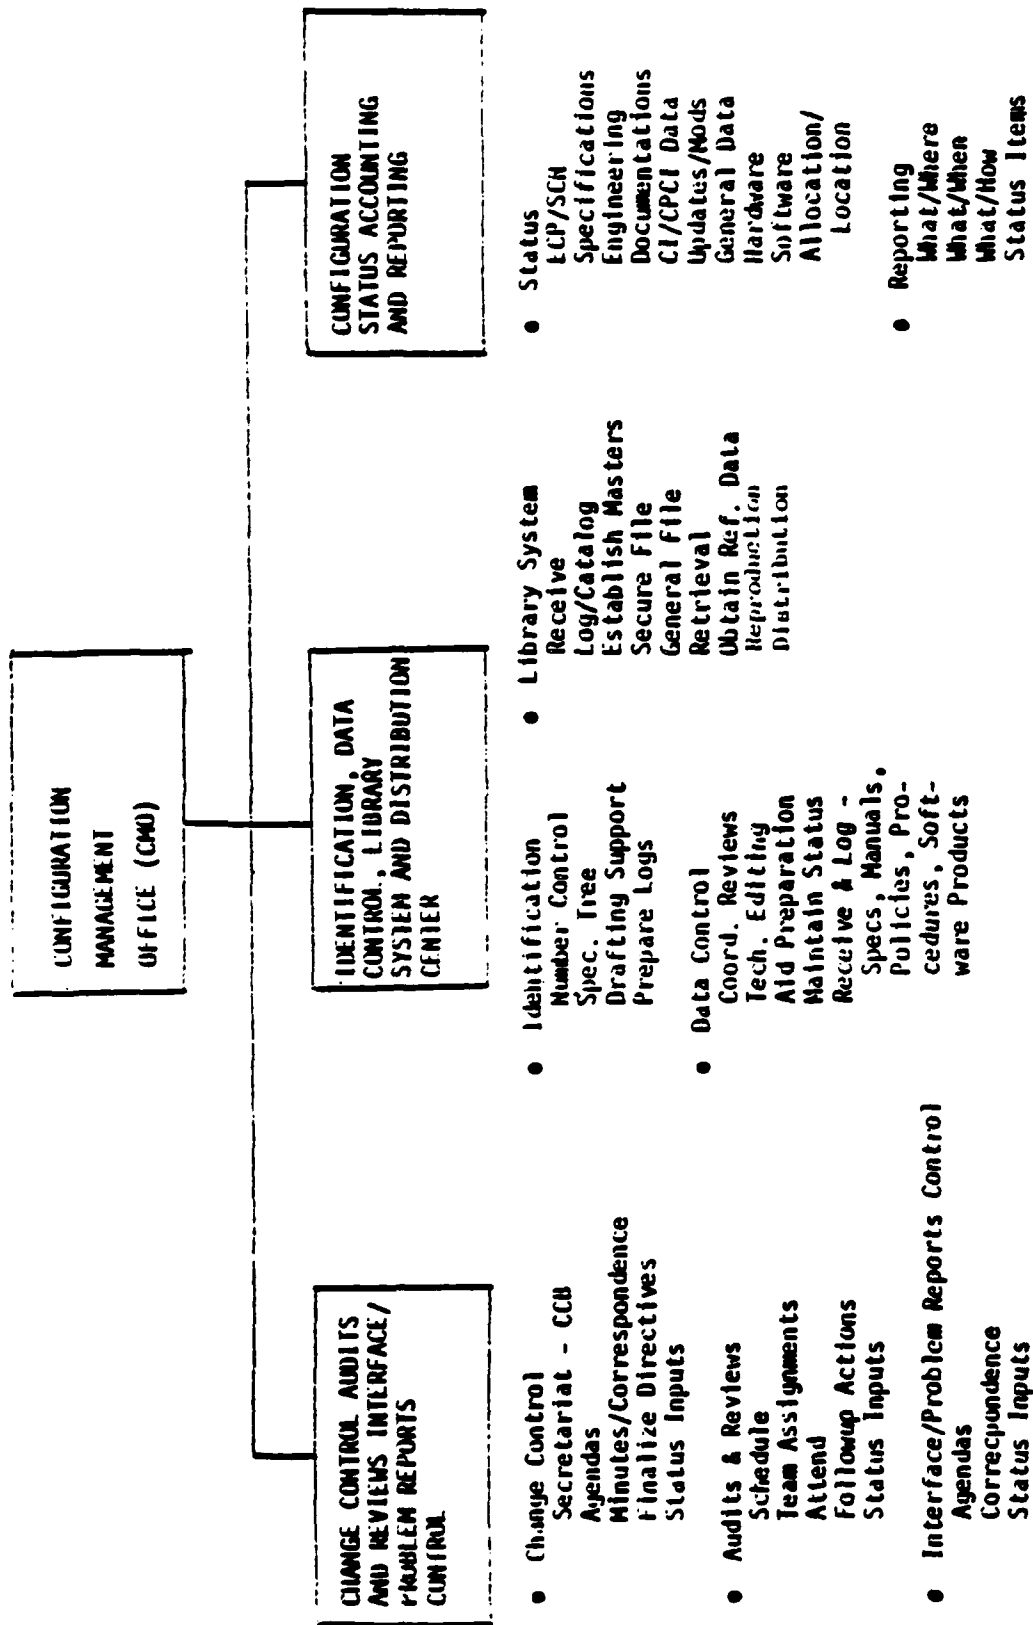 CONFIGURATION
MANAGEMENT
OFFICE (CMO)
CHANGE CONTROL AUDITS
AND REVIEWS INTERFACE/
PROBLEM REPORTS
CONTROL
IDENTIFICATION, DATA
CONTROL, LIBRARY
SYSTEM AND DISTRIBUTION
CENTER
CONFIGURATION
STATUS ACCOUNTING
AND REPORTING
• Change Control
Secretariat - CCB
Agendas
Minutes/Correspondence
Finalize Directives
Status Inputs
• Audits & Reviews
Schedule
Team Assignments
Attend
Followup Actions
Status Inputs
• Interface/Problem Reports Control
Agendas
Correcpondence
Status Inputs
• Identification
Number Control
Spec. Tree
Drafting Support
Prepare Logs
• Data Control
Coord. Reviews
Tech. Editing
Aid Preparation
Maintain Status
Receive & Log -
Specs, Manuals,
Policies, Pro-
cedures, Soft-
ware Products
• Library System
Receive
Log/Catalog
Establish Masters
Secure File
General File
Retrieval
Obtain Ref. Data
Reproduction
Distribution
• Status
ECP/SCN
Specifications
Engineering
Documentations
CI/CPCI Data
Updates/Mods
General Data
Hardware
Software
Allocation/
Location
• Reporting
What/Where
What/When
What/How
Status Items